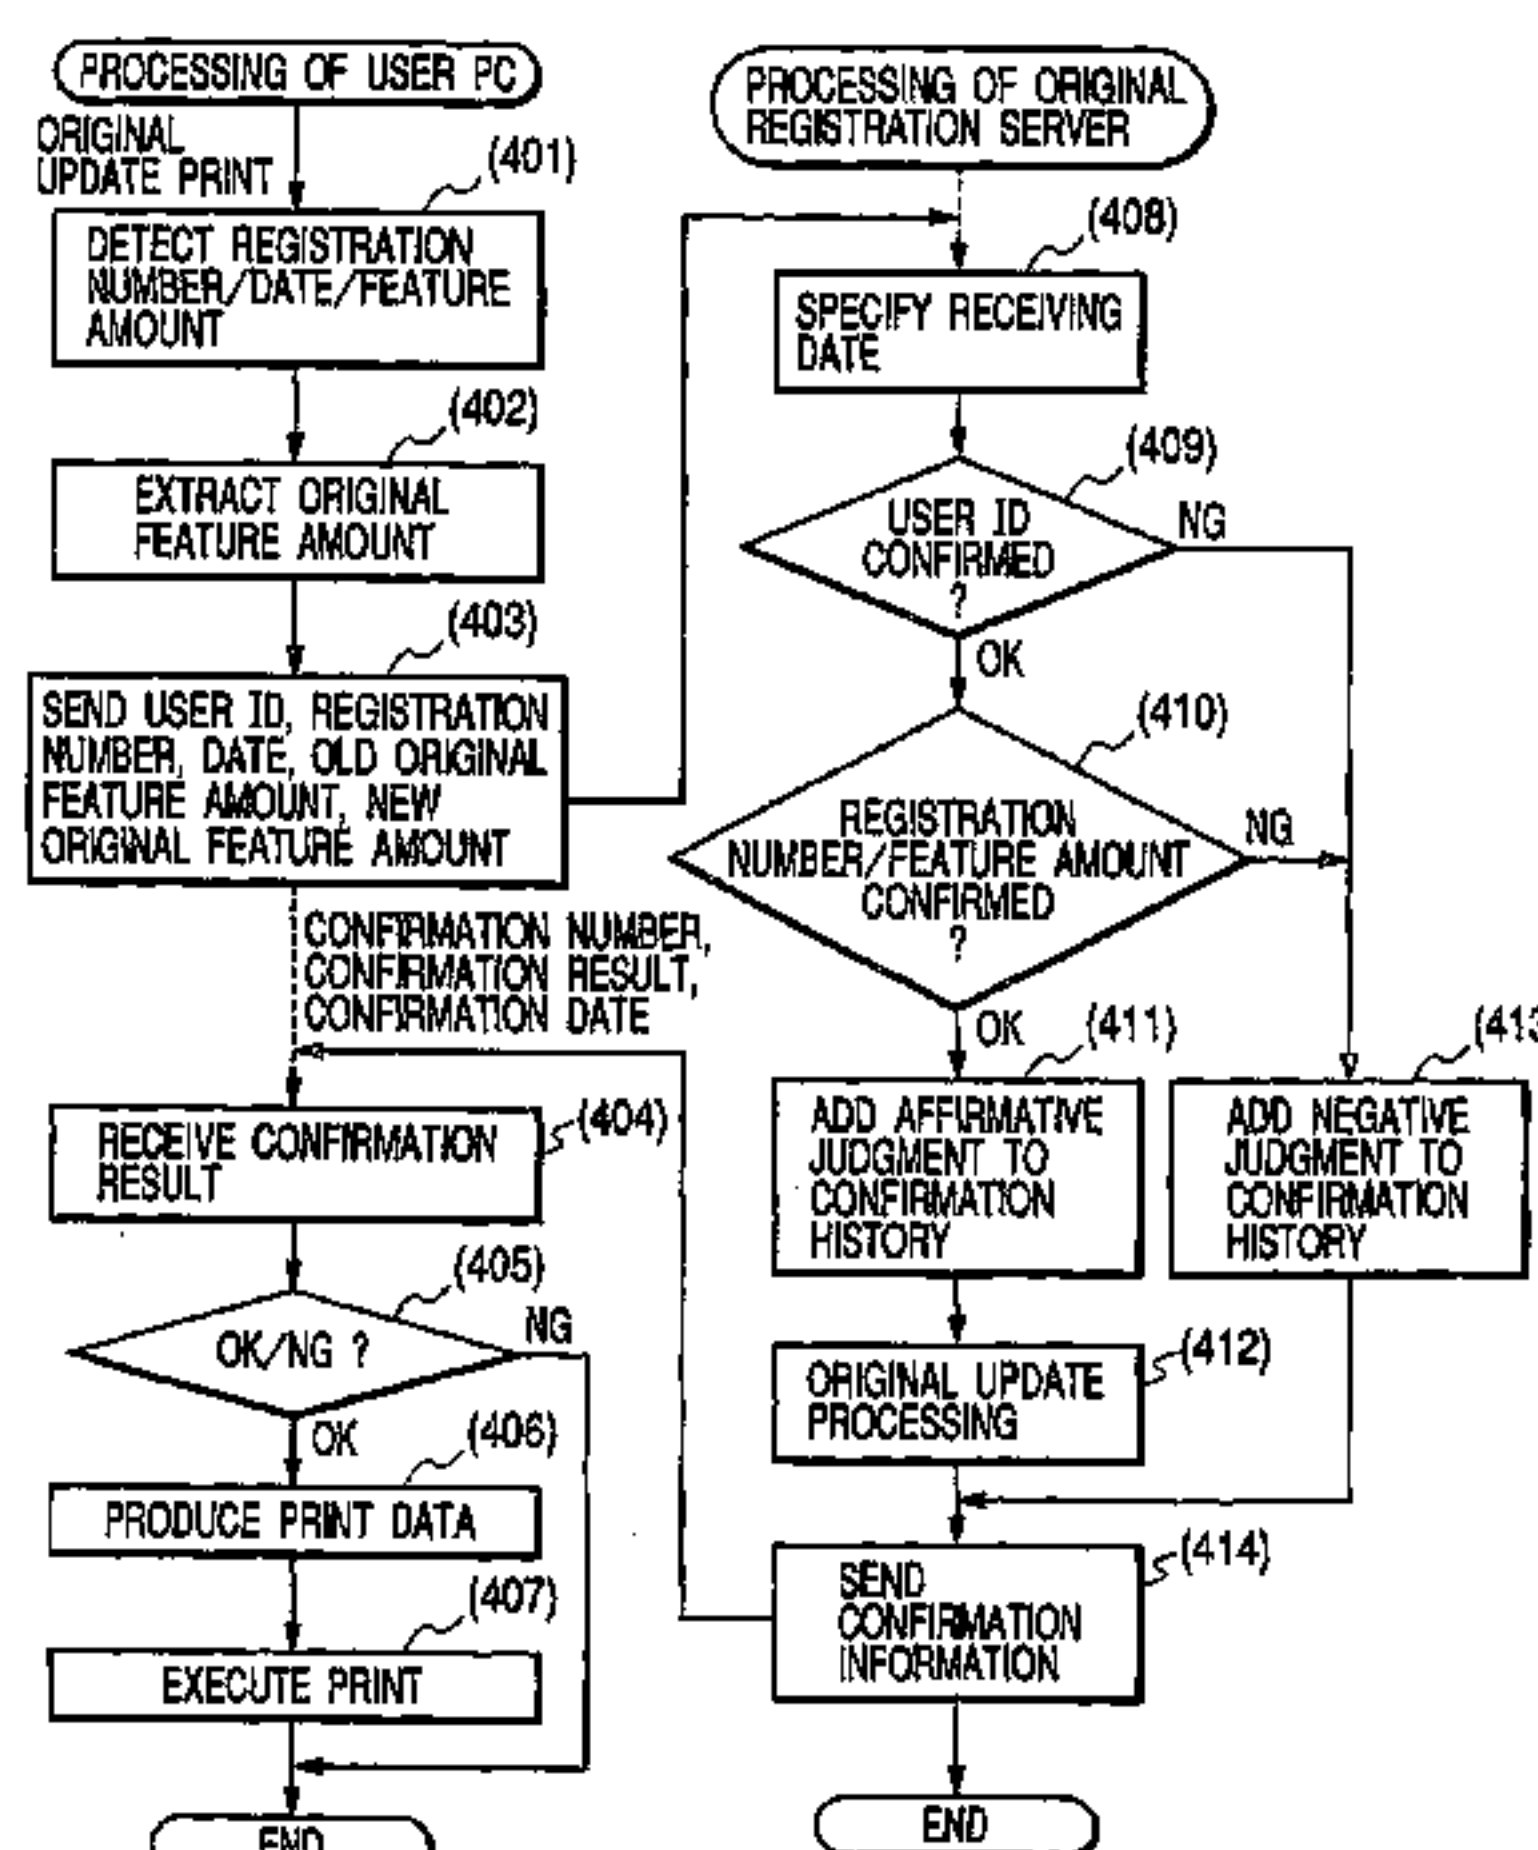 PROCESSING OF USER PC
ORIGINAL
UPDATE PRINT
(401)
DETECT REGISTRATION
NUMBER/DATE/FEATURE
AMOUNT
(402)
EXTRACT ORIGINAL
FEATURE AMOUNT
(403)
SEND USER ID, REGISTRATION
NUMBER, DATE, OLD ORIGINAL
FEATURE AMOUNT, NEW
ORIGINAL FEATURE AMOUNT
CONFIRMATION NUMBER,
CONFIRMATION RESULT,
CONFIRMATION DATE
(404)
RECEIVE CONFIRMATION
RESULT
(405)
OK/NG ?
NG
OK
(406)
PRODUCE PRINT DATA
(407)
EXECUTE PRINT
END
PROCESSING OF ORIGINAL
REGISTRATION SERVER
(408)
SPECIFY RECEIVING
DATE
(409)
USER ID
CONFIRMED
?
NG
OK
(410)
REGISTRATION
NUMBER/FEATURE AMOUNT
CONFIRMED
?
NG
OK
(411)
ADD AFFIRMATIVE
JUDGMENT TO
CONFIRMATION
HISTORY
(413
ADD NEGATIVE
JUDGMENT TO
CONFIRMATION
HISTORY
(412)
ORIGINAL UPDATE
PROCESSING
(414)
SEND
CONFIRMATION
INFORMATION
END